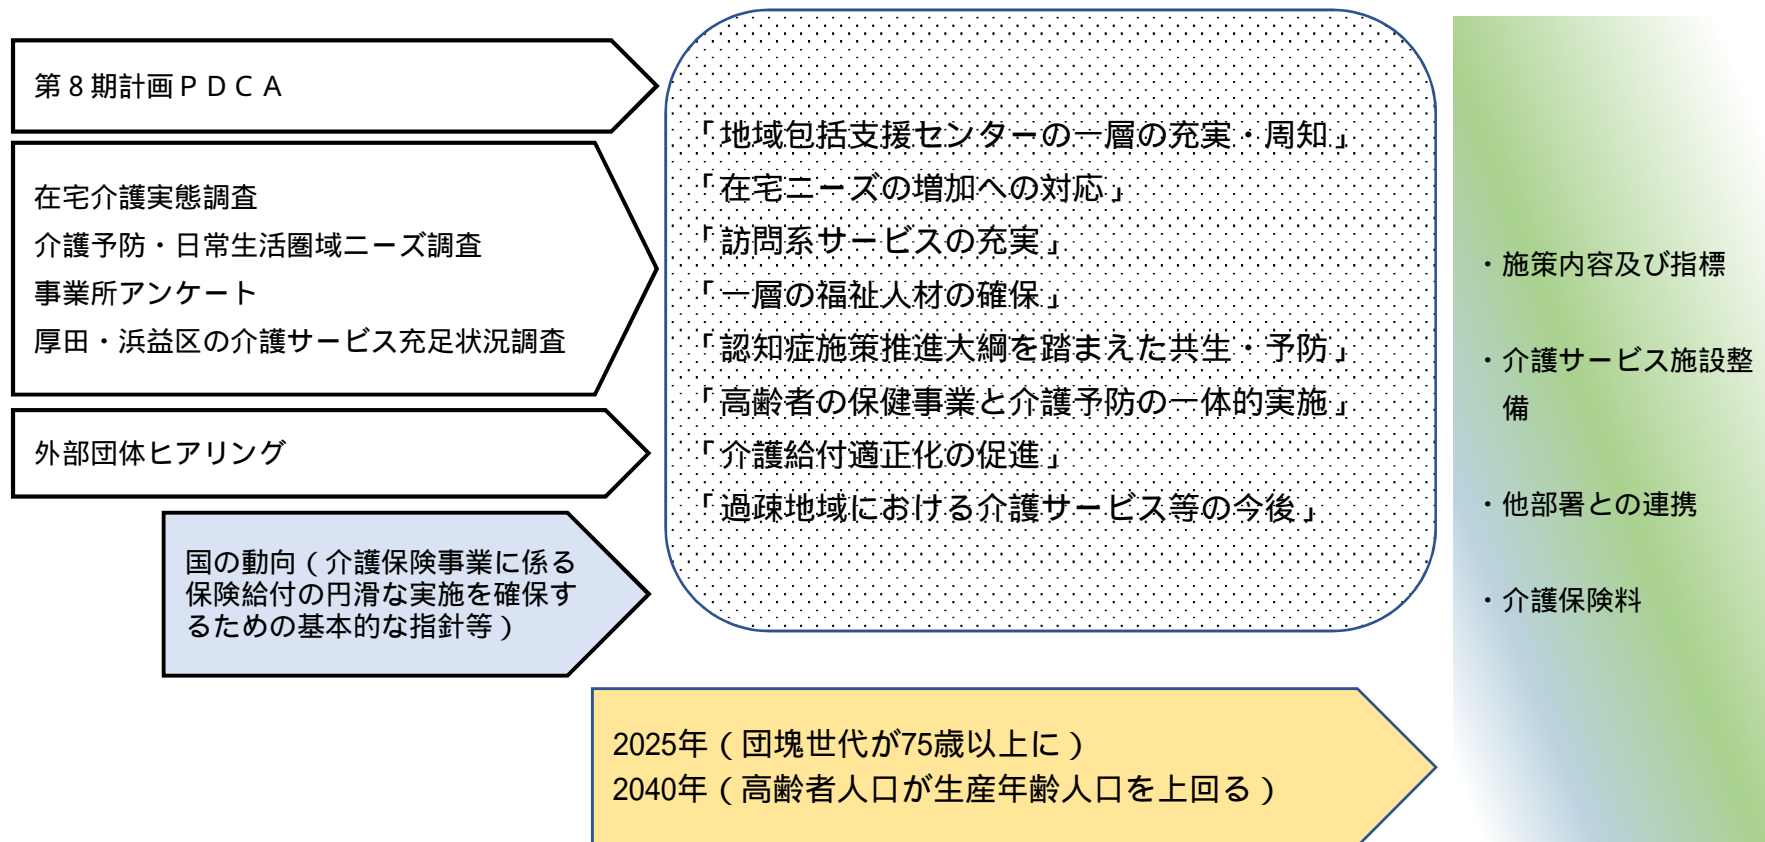 第８期計画ＰＤＣＡ
在宅介護実態調査
介護予防・日常生活圏域ニーズ調査
事業所アンケート
厚田・浜益区の介護サービス充足状況調査
外部団体ヒアリング
国の動向（介護保険事業に係る
保険給付の円滑な実施を確保す
るための基本的な指針等）
「地域包括支援センターの一層の充実・周知」
「在宅ニーズの増加への対応」
「訪問系サービスの充実」
「一層の福祉人材の確保」
「認知症施策推進大綱を踏まえた共生・予防」
「高齢者の保健事業と介護予防の一体的実施」
「介護給付適正化の促進」
「過疎地域における介護サービス等の今後」
2025年（団塊世代が75歳以上に）
2040年（高齢者人口が生産年齢人口を上回る）
・施策内容及び指標
・介護サービス施設整
備
・他部署との連携
・介護保険料